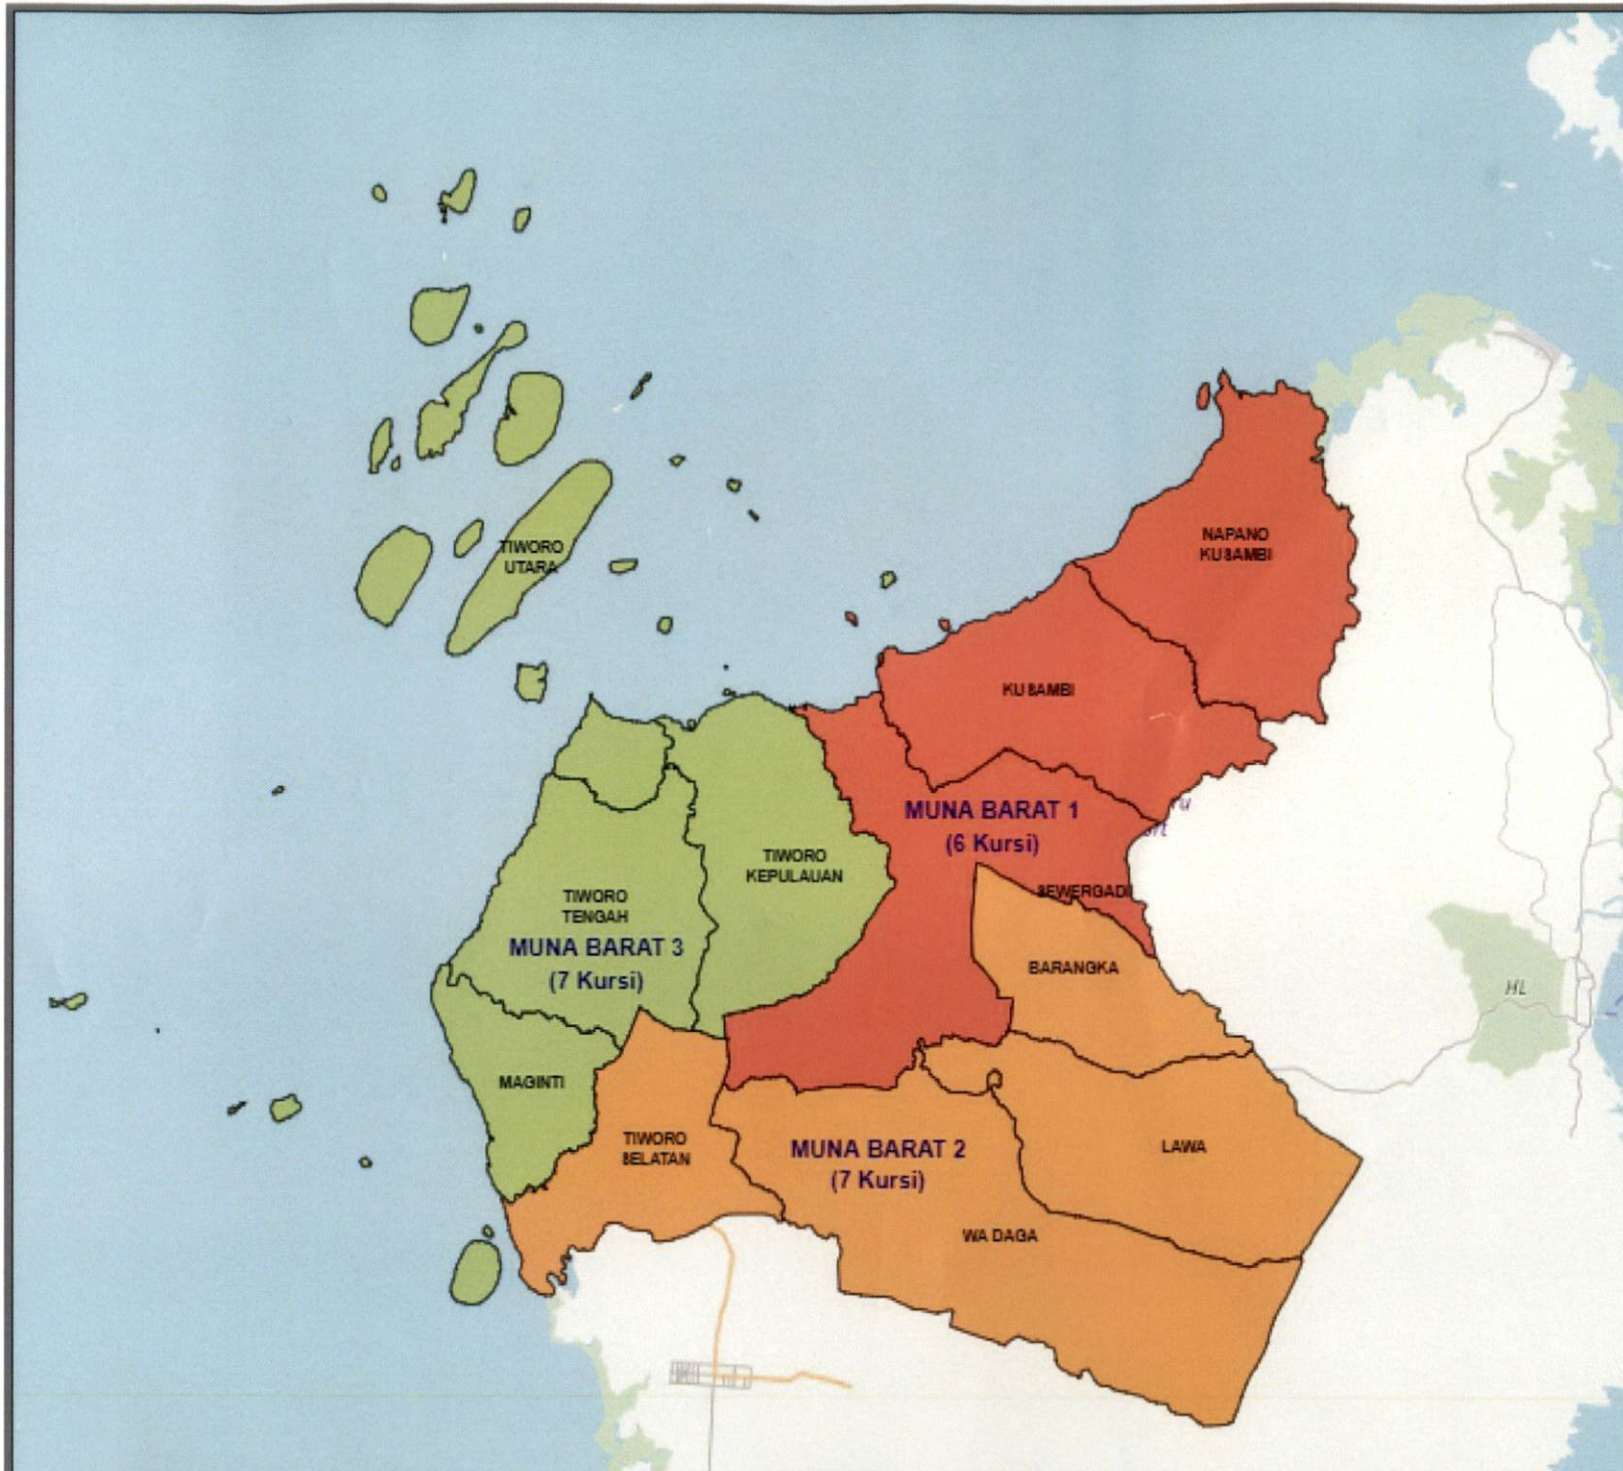 TIWORO
UTARA
NAPANO
KUSAMBI
KUSAMBI
MUNA BARAT 1
(6 Kursi)
TIWORO
KEPULAUAN
SEWERGADI
TIWORO
TENGAH
MUNA BARAT 3
(7 Kursi)
BARANGKA
HL
MAGINTI
TIWORO
SELATAN
MUNA BARAT 2
(7 Kursi)
LAWA
WA DAGA